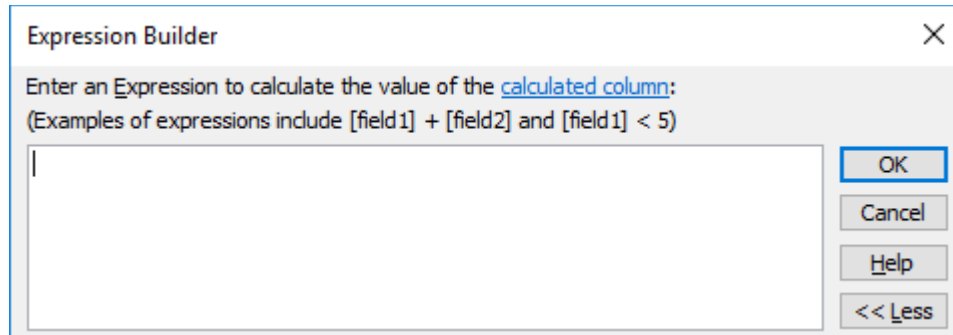 Expression Builder
Enter an Expression to calculate the value of the calculated column:
(Examples of expressions include [field1] + [field2] and [field1] < 5)
OK
Cancel
Help
<< Less